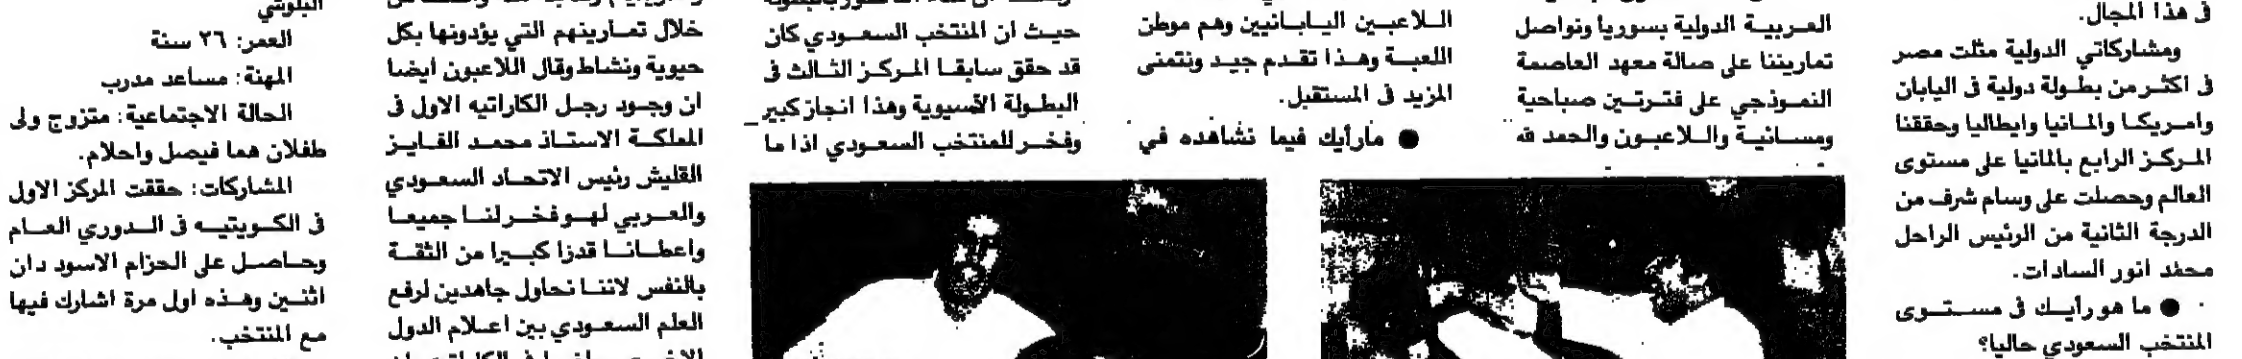 في هذا المجال.
ومشاركاتي الدولية مثلت مصر
في اكثر من بطولة دولية في اليابان
وامريكا والمانيا وايطاليا وحققنا
المركز الرابع بالمانيا على مستوى
العالم وحصلت على وسام شرف من
الدرجة الثانية من الرئيس الراحل
محمد انور السادات.
● ما هو رأيك في مستوى
المنتخب السعودي حاليا؟
العربية الدولية بسوريا ونواصل
تماريننا على صالة معهد العاصمة
النموذجي على فترتين صباحية
ومسائية واللاعبون والحمد لله
اللاعبين اليابانيين وهم موطن
اللعبة وهذا تقدم جيد ونتمنى
المزيد في المستقبل.
● مارأيك فيما نشاهده في
حيث ان المنتخب السعودي كان
قد حقق سابقا المركز الثالث في
البطولة الآسيوية وهذا انجاز كبير
وفخر للمنتخب السعودي اذا ما
خلال تمارينهم التي يؤدونها بكل
حيوية ونشاط وقال اللاعبون ايضا
ان وجود رجل الكاراتيه الاول في
المملكة الاستاذ محمد الفايز
القليش رئيس الاتحاد السعودي
والعربي لهو فخر لنا جميعا
واعطانا قدرا كبيرا من الثقة
بالنفس لاننا نحاول جاهدين لرفع
العلم السعودي بين اعلام الدول
البلوشي
العمر: ٢٦ سنة
المهنة: مساعد مدرب
الحالة الاجتماعية: متزوج ولى
طفلان هما فيصل واحلام.
المشاركات: حققت المركز الاول
في الكويتيه في الدوري العام
وحاصل على الحزام الاسود دان
اثنين وهذه اول مرة اشارك فيها
مع المنتخب.